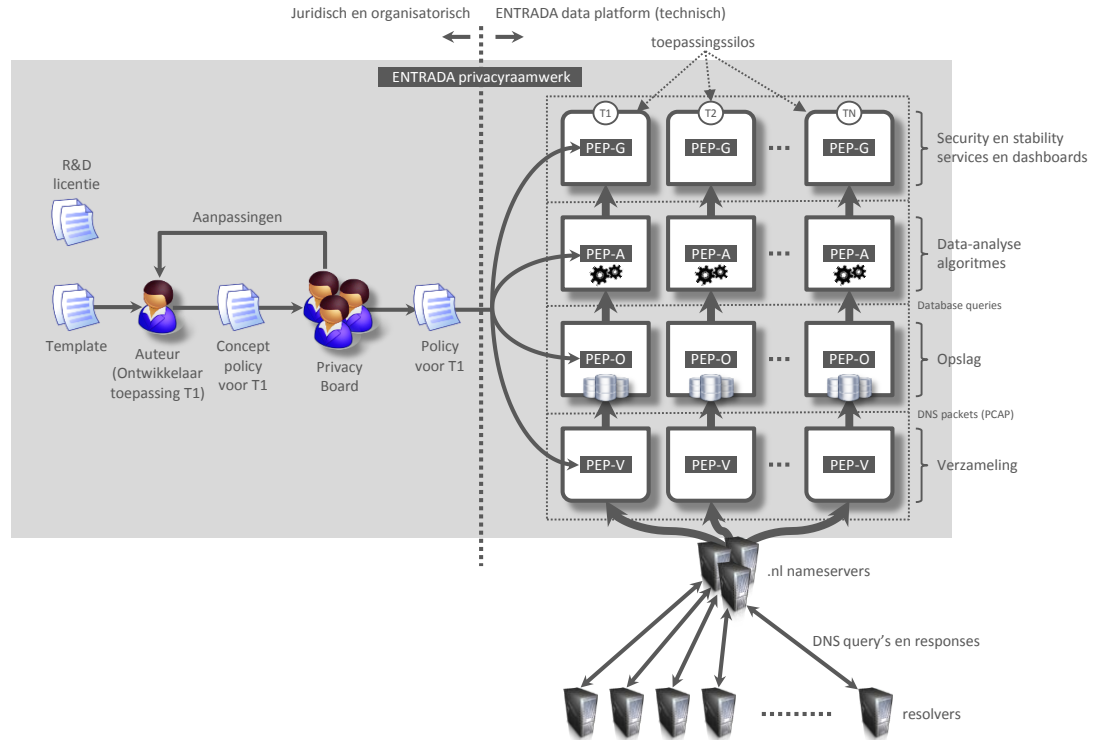 Juridisch en organisatorisch
ENTRADA data platform (technisch)
toepassingssilos
ENTRADA privacyraamwerk
T1
T2
TN
PEP-G
PEP-G
PEP-G
Security en stability
services en dashboards
R&D
licentie
Aanpassingen
PEP-A
PEP-A
PEP-A
Data-analyse
algoritmes
Database queries
Template
Auteur
(Ontwikkelaar
toepassing T1)
Concept
policy
voor T1
Privacy
Board
Policy
voor T1
PEP-O
PEP-O
PEP-O
Opslag
DNS packets (PCAP)
PEP-V
PEP-V
PEP-V
Verzameling
.nl nameservers
DNS query's en responses
resolvers